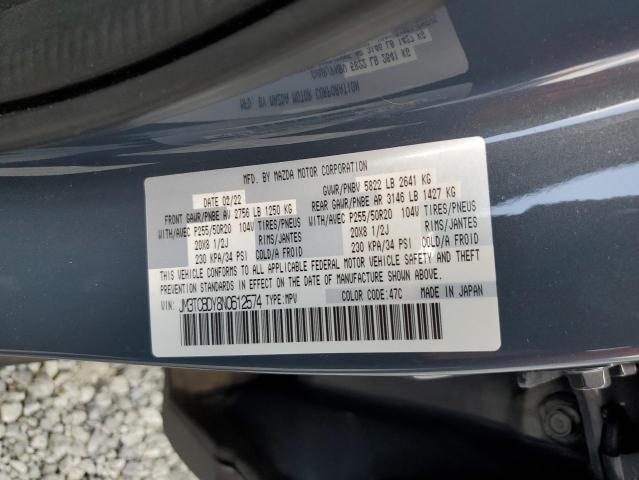 MFD. BY MAZDA MOTOR CORPORATION
DATE 02/22 GVWR/PNBV 5822 LB 2641 KG
FRONT GAWR/PNBE AV 2756 LB 1250 KG REAR GAWR/PNBE AR 3146 LB 1427 KG
WITH/AVEC P255/50R20 104V TIRES/PNEUS WITH/AVEC P255/50R20 104V TIRES/PNEUS
20X8 1/2J RIMS/JANTES 20X8 1/2J RIMS/JANTES
230 KPA/34 PSI COLD/A FROID 230 KPA/34 PSI COLD/A FROID
THIS VEHICLE CONFORMS TO ALL APPLICABLE FEDERAL MOTOR VEHICLE SAFETY AND THEFT
PREVENTION STANDARDS IN EFFECT ON THE DATE OF MANUFACTURE SHOWN ABOVE.
VIN: JM3TCBDY8N0612574 TYPE:MPV COLOR CODE:47C MADE IN JAPAN